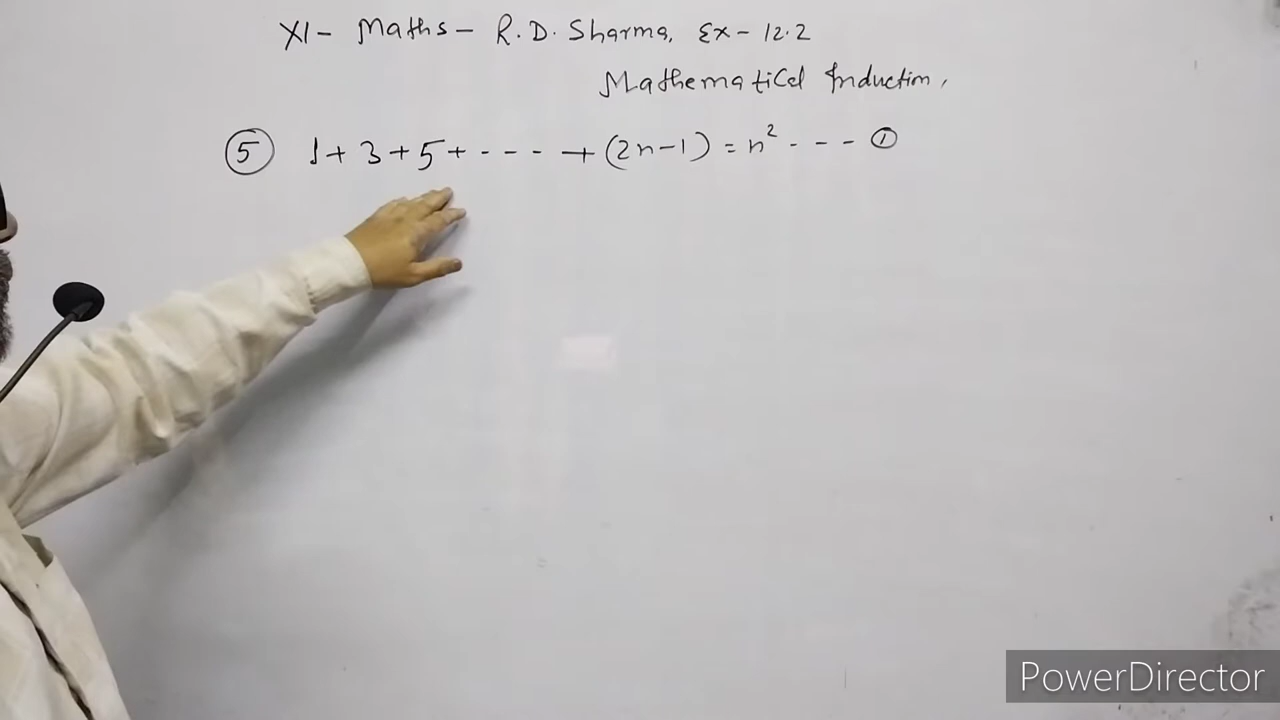 XI - Maths - R.D. Sharma, Ex - 12.2
Mathematical Induction,
⑤ 1 + 3 + 5 + - - - - + (2n-1) = n² - - - ①
PowerDirector